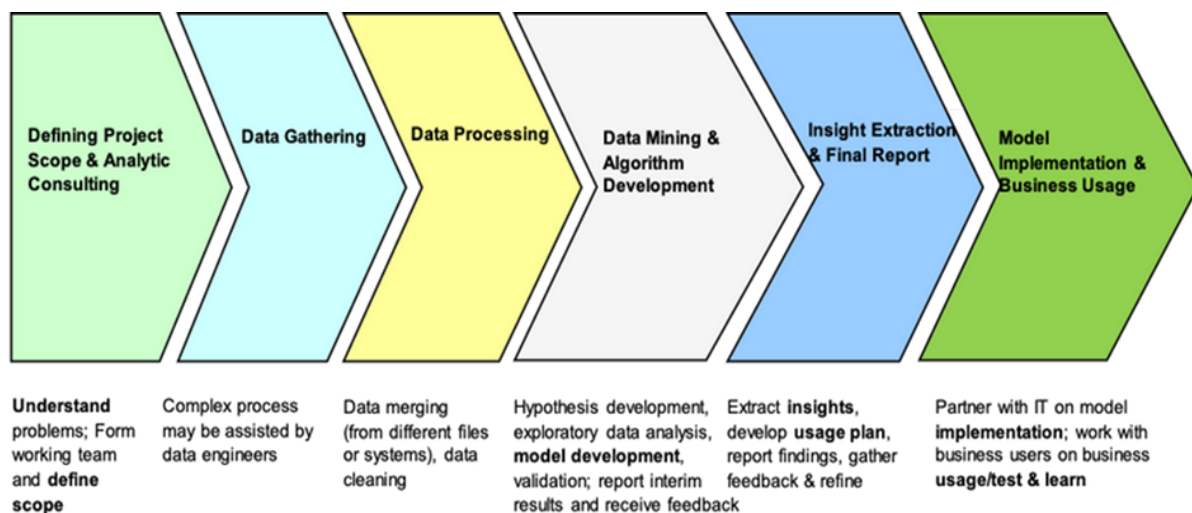 Defining Project
Scope & Analytic
Consulting
Data Gathering
Data Processing
Data Mining &
Algorithm
Development
Insight Extraction
& Final Report
Model
Implementation &
Business Usage
Understand
problems; Form
working team
and define
scope
Complex process
may be assisted by
data engineers
Data merging
(from different files
or systems), data
cleaning
Hypothesis development,
exploratory data analysis,
model development,
validation; report interim
results and receive feedback
Extract insights,
develop usage plan,
report findings, gather
feedback & refine
Partner with IT on model
implementation; work with
business users on business
usage/test & learn